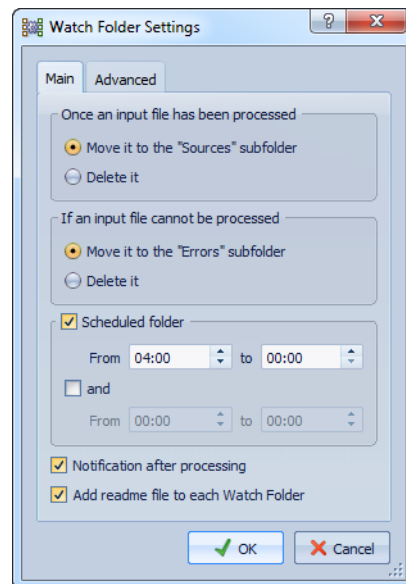 Watch Folder Settings
Main Advanced
Once an input file has been processed
Move it to the "Sources" subfolder
Delete it
If an input file cannot be processed
Move it to the "Errors" subfolder
Delete it
Scheduled folder
From 04:00 to 00:00
and
From 00:00 to 00:00
Notification after processing
Add readme file to each Watch Folder
OK Cancel